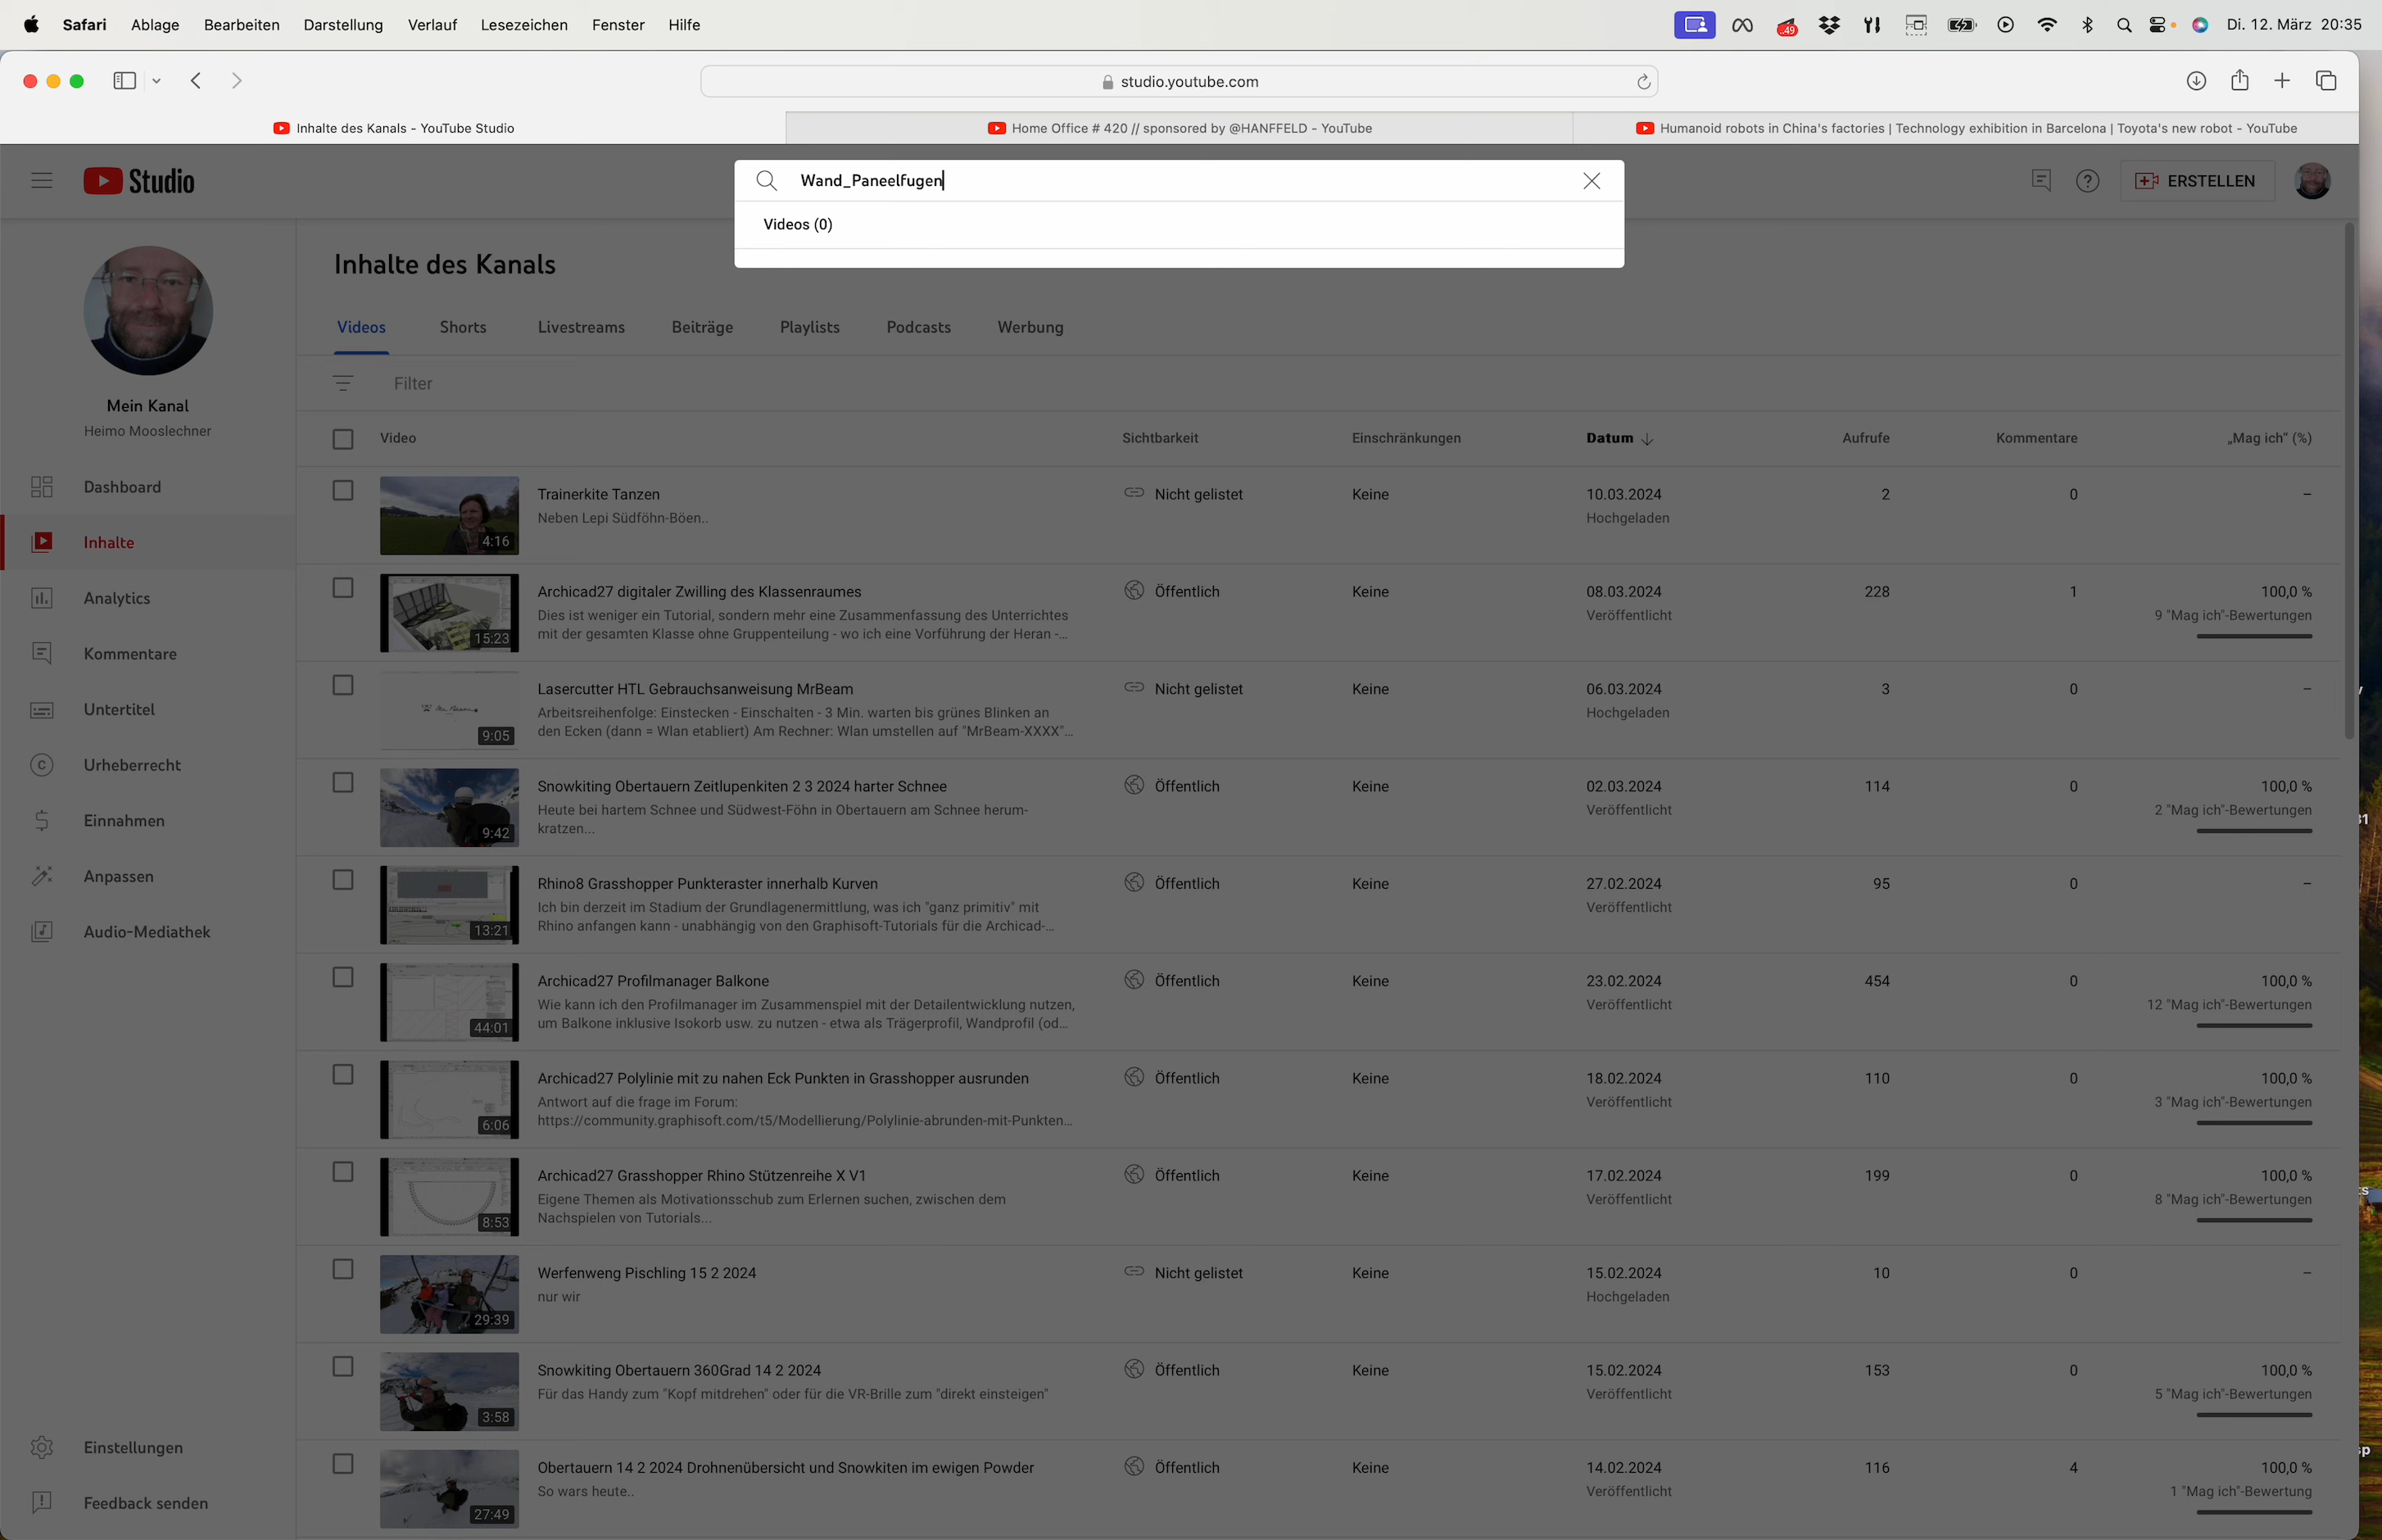 Safari Ablage Bearbeiten Darstellung Verlauf Lesezeichen Fenster Hilfe
.49
Di. 12. März 20:35
studio.youtube.com
Inhalte des Kanals - YouTube Studio
Home Office # 420 // sponsored by @HANFFELD - YouTube
Humanoid robots in China's factories | Technology exhibition in Barcelona | Toyota's new robot - YouTube
Studio
Wand_Paneelfugen
ERSTELLEN
Videos (0)
Inhalte des Kanals
Videos Shorts Livestreams Beiträge Playlists Podcasts Werbung
Filter
Mein Kanal
Heimo Mooslechner
Dashboard
Inhalte
Analytics
Kommentare
Untertitel
Urheberrecht
Einnahmen
Anpassen
Audio-Mediathek
Einstellungen
Feedback senden
Video Sichtbarkeit Einschränkungen Datum Aufrufe Kommentare „Mag ich" (%)
4:16
Trainerkite Tanzen Nicht gelistet Keine 10.03.2024 2 0 –
Neben Lepi Südföhn-Böen.. Hochgeladen
15:23
Archicad27 digitaler Zwilling des Klassenraumes Öffentlich Keine 08.03.2024 228 1 100,0 %
Dies ist weniger ein Tutorial, sondern mehr eine Zusammenfassung des Unterrichtes Veröffentlicht 9 "Mag ich"-Bewertungen
mit der gesamten Klasse ohne Gruppenteilung - wo ich eine Vorführung der Heran -...
9:05
Lasercutter HTL Gebrauchsanweisung MrBeam Nicht gelistet Keine 06.03.2024 3 0 –
Arbeitsreihenfolge: Einstecken - Einschalten - 3 Min. warten bis grünes Blinken an Hochgeladen
den Ecken (dann = Wlan etabliert) Am Rechner: Wlan umstellen auf "MrBeam-XXXX"...
9:42
Snowkiting Obertauern Zeitlupenkiten 2 3 2024 harter Schnee Öffentlich Keine 02.03.2024 114 0 100,0 %
Heute bei hartem Schnee und Südwest-Föhn in Obertauern am Schnee herum- Veröffentlicht 2 "Mag ich"-Bewertungen
kratzen...
13:21
Rhino8 Grasshopper Punkteraster innerhalb Kurven Öffentlich Keine 27.02.2024 95 0 –
Ich bin derzeit im Stadium der Grundlagenermittlung, was ich "ganz primitiv" mit Veröffentlicht
Rhino anfangen kann - unabhängig von den Graphisoft-Tutorials für die Archicad-...
44:01
Archicad27 Profilmanager Balkone Öffentlich Keine 23.02.2024 454 0 100,0 %
Wie kann ich den Profilmanager im Zusammenspiel mit der Detailentwicklung nutzen, Veröffentlicht 12 "Mag ich"-Bewertungen
um Balkone inklusive Isokorb usw. zu nutzen - etwa als Trägerprofil, Wandprofil (od...
6:06
Archicad27 Polylinie mit zu nahen Eck Punkten in Grasshopper ausrunden Öffentlich Keine 18.02.2024 110 0 100,0 %
Antwort auf die frage im Forum: Veröffentlicht 3 "Mag ich"-Bewertungen
https://community.graphisoft.com/t5/Modellierung/Polylinie-abrunden-mit-Punkten...
8:53
Archicad27 Grasshopper Rhino Stützenreihe X V1 Öffentlich Keine 17.02.2024 199 0 100,0 %
Eigene Themen als Motivationsschub zum Erlernen suchen, zwischen dem Veröffentlicht 8 "Mag ich"-Bewertungen
Nachspielen von Tutorials...
29:39
Werfenweng Pischling 15 2 2024 Nicht gelistet Keine 15.02.2024 10 0 –
nur wir Hochgeladen
3:58
Snowkiting Obertauern 360Grad 14 2 2024 Öffentlich Keine 15.02.2024 153 0 100,0 %
Für das Handy zum "Kopf mitdrehen" oder für die VR-Brille zum "direkt einsteigen" Veröffentlicht 5 "Mag ich"-Bewertungen
27:49
Obertauern 14 2 2024 Drohnenübersicht und Snowkiten im ewigen Powder Öffentlich Keine 14.02.2024 116 4 100,0 %
So wars heute.. Veröffentlicht 1 "Mag ich"-Bewertung